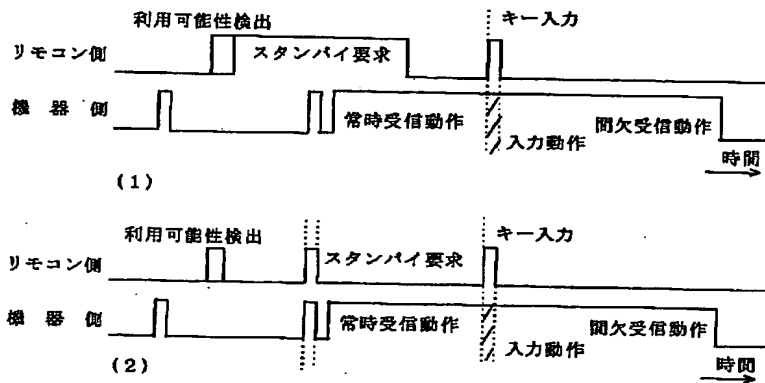 利用可能性検出
キー入力
リモコン側
スタンバイ要求
機器側
常時受信動作
間欠受信動作
入力動作
時間
(1)
利用可能性検出
キー入力
リモコン側
スタンバイ要求
機器側
常時受信動作
間欠受信動作
入力動作
時間
(2)